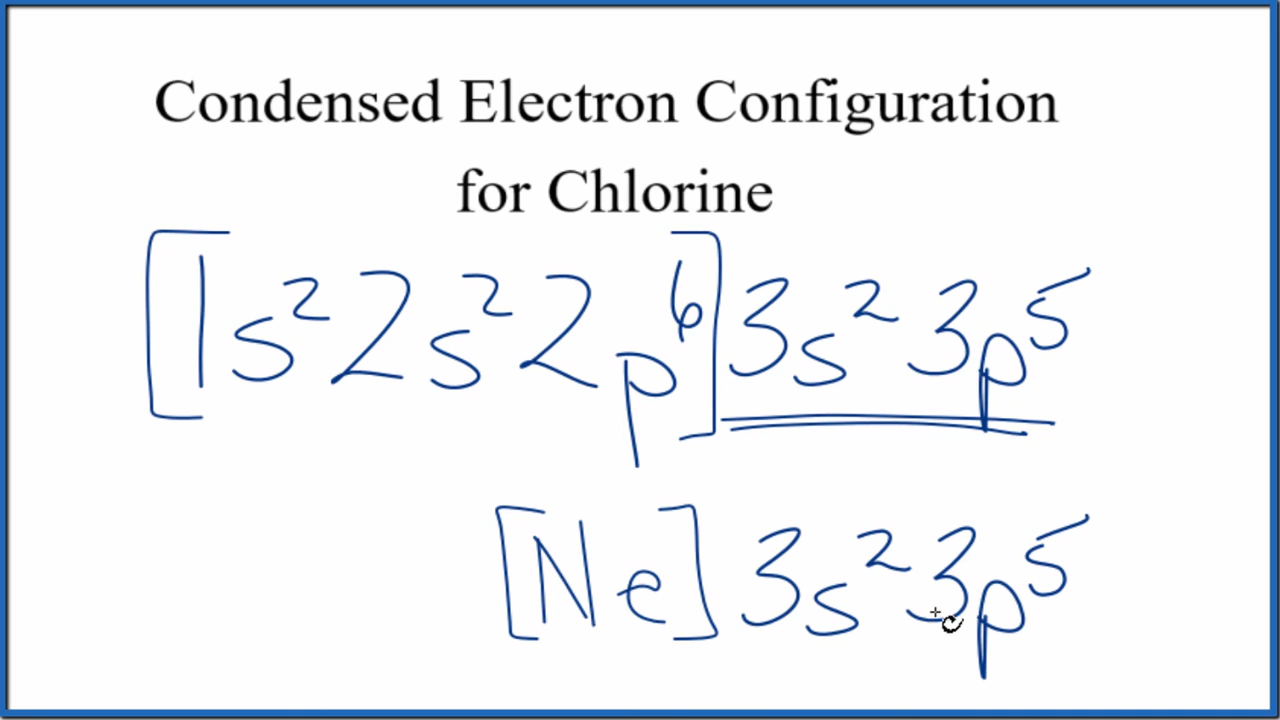 Condensed Electron Configuration
for Chlorine
[1s²2s²2p⁶]3s²3p⁵
[Ne]3s²3p⁵